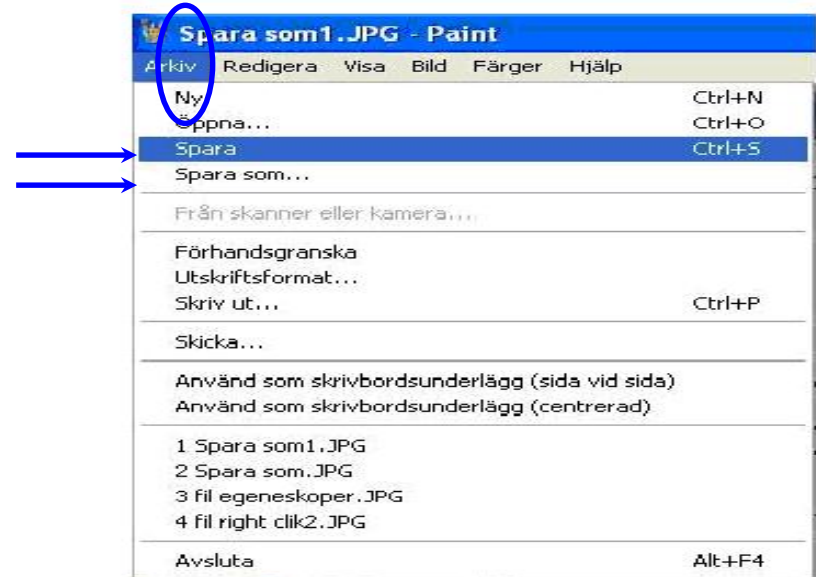 Spara som1.JPG - Paint
Arkiv Redigera Visa Bild Färger Hjälp
Ny Ctrl+N
Öppna... Ctrl+O
Spara Ctrl+S
Spara som...
Från skanner eller kamera...
Förhandsgranska
Utskriftsformat...
Skriv ut... Ctrl+P
Skicka...
Använd som skrivbordsunderlägg (sida vid sida)
Använd som skrivbordsunderlägg (centrerad)
1 Spara som1.JPG
2 Spara som.JPG
3 fil egeneskoper.JPG
4 fil right clik2.JPG
Avsluta Alt+F4